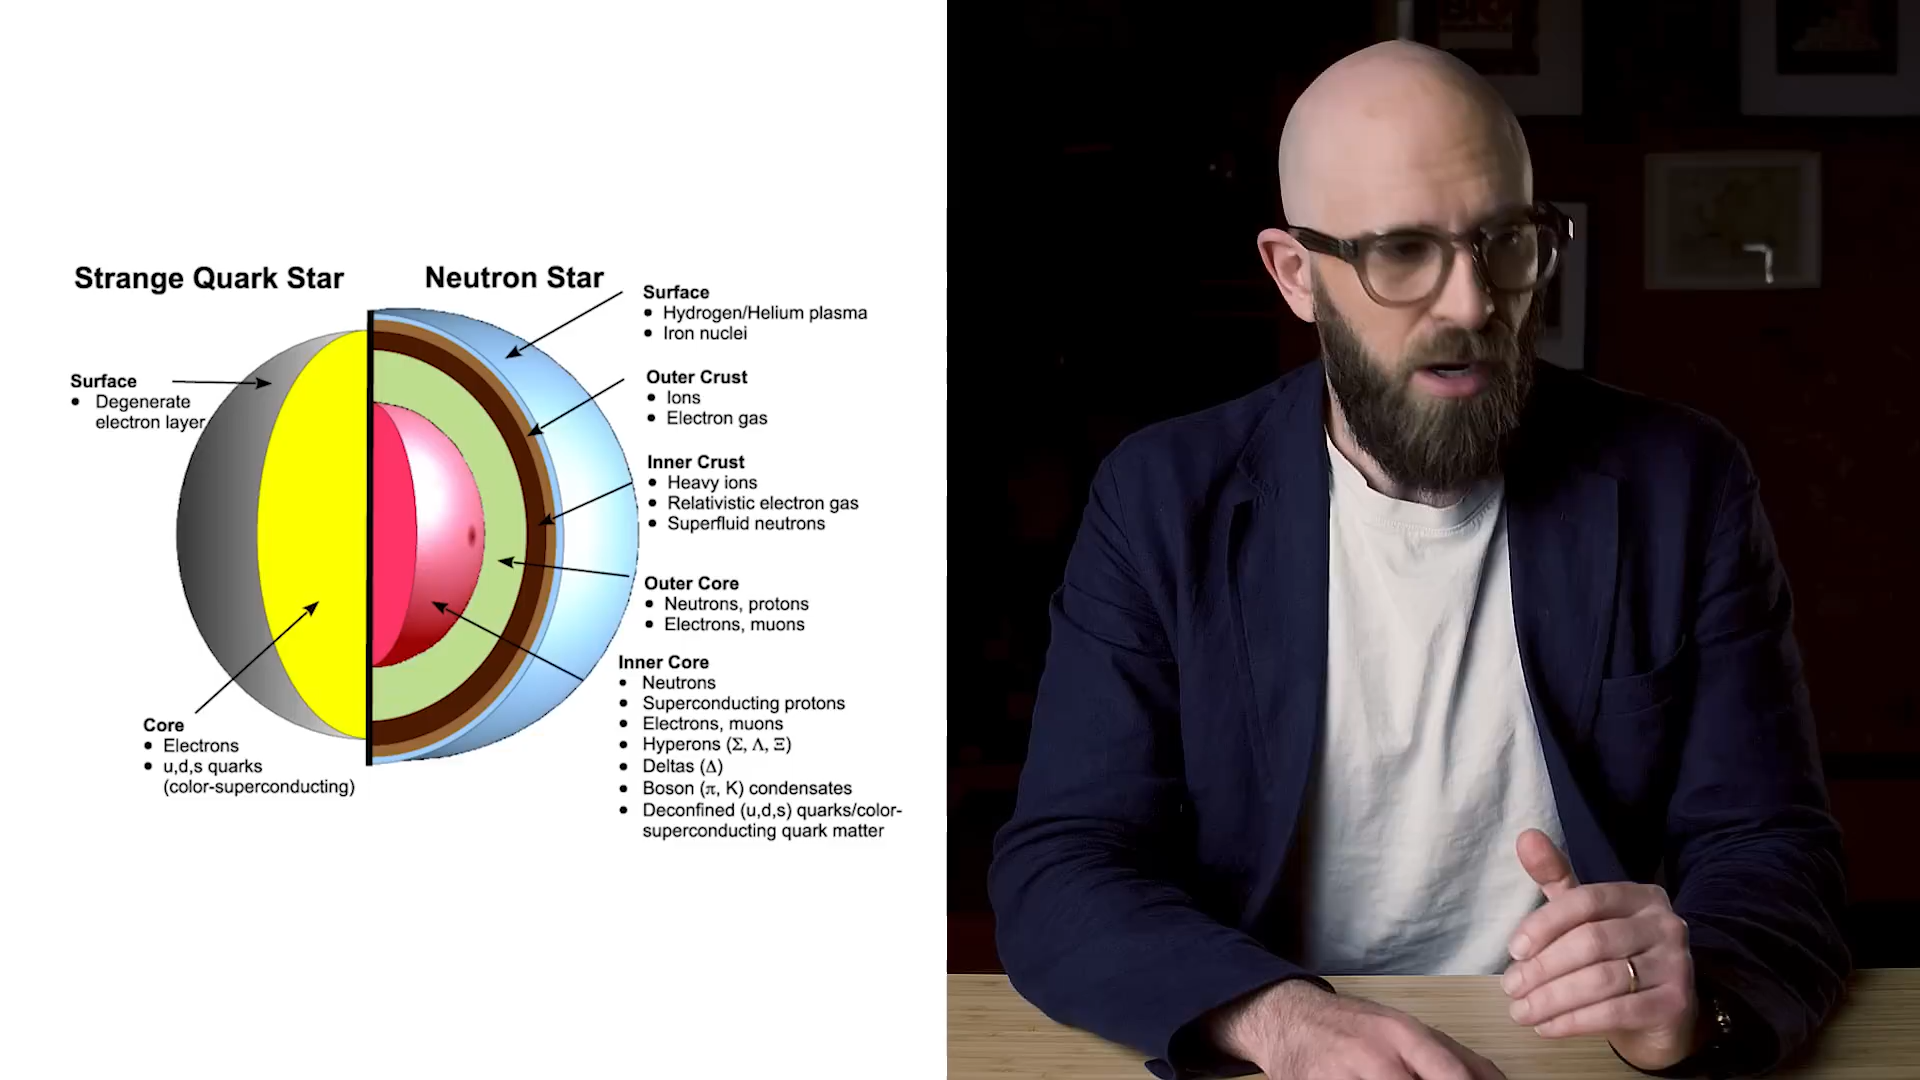 Strange Quark Star
Neutron Star
Surface
• Degenerate
electron layer
Core
• Electrons
• u,d,s quarks
(color-superconducting)
Surface
• Hydrogen/Helium plasma
• Iron nuclei
Outer Crust
• Ions
• Electron gas
Inner Crust
• Heavy ions
• Relativistic electron gas
• Superfluid neutrons
Outer Core
• Neutrons, protons
• Electrons, muons
Inner Core
• Neutrons
• Superconducting protons
• Electrons, muons
• Hyperons (Σ, Λ, Ξ)
• Deltas (Δ)
• Boson (π, K) condensates
• Deconfined (u,d,s) quarks/color-
superconducting quark matter